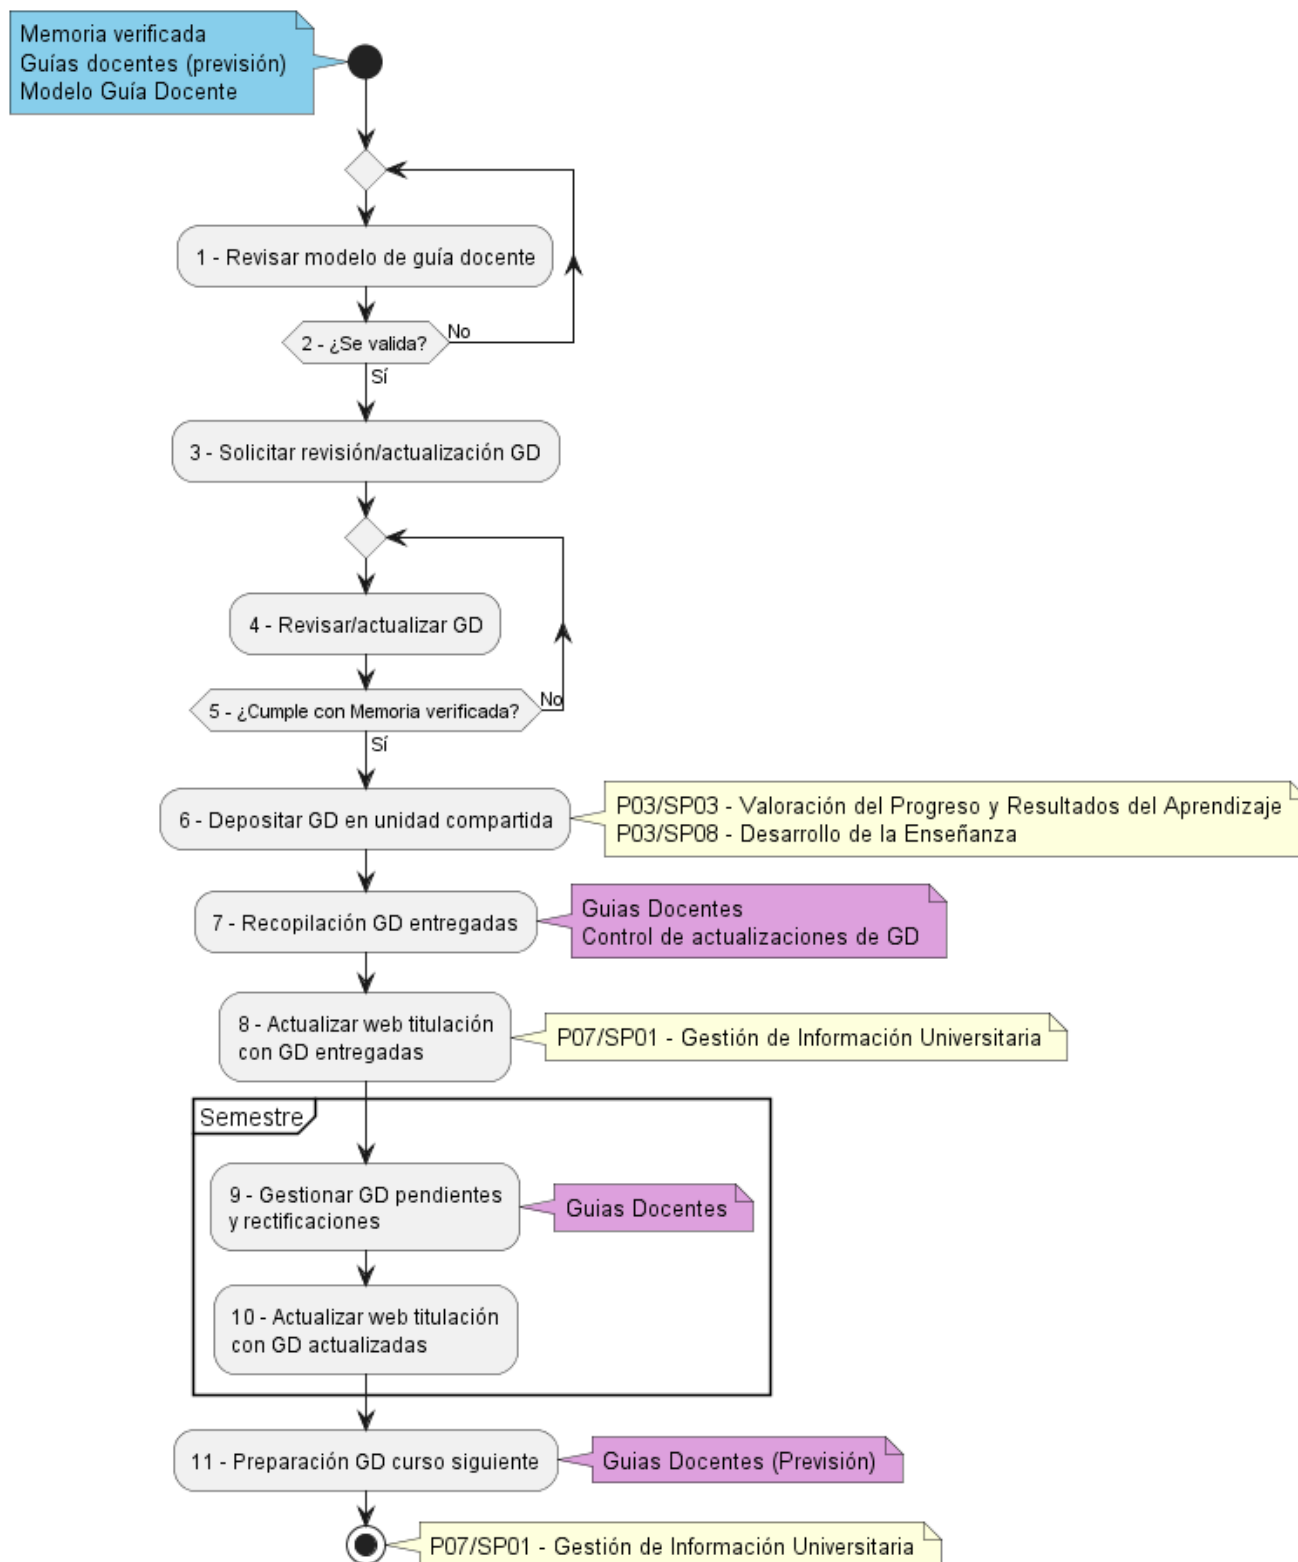 Memoria verificada
Guías docentes (previsión)
Modelo Guía Docente
1 - Revisar modelo de guía docente
2 - ¿Se valida?
No
Sí
3 - Solicitar revisión/actualización GD
4 - Revisar/actualizar GD
5 - ¿Cumple con Memoria verificada?
No
Sí
6 - Depositar GD en unidad compartida
P03/SP03 - Valoración del Progreso y Resultados del Aprendizaje
P03/SP08 - Desarrollo de la Enseñanza
7 - Recopilación GD entregadas
Guias Docentes
Control de actualizaciones de GD
8 - Actualizar web titulación
con GD entregadas
P07/SP01 - Gestión de Información Universitaria
Semestre
9 - Gestionar GD pendientes
y rectificaciones
Guias Docentes
10 - Actualizar web titulación
con GD actualizadas
11 - Preparación GD curso siguiente
Guias Docentes (Previsión)
P07/SP01 - Gestión de Información Universitaria